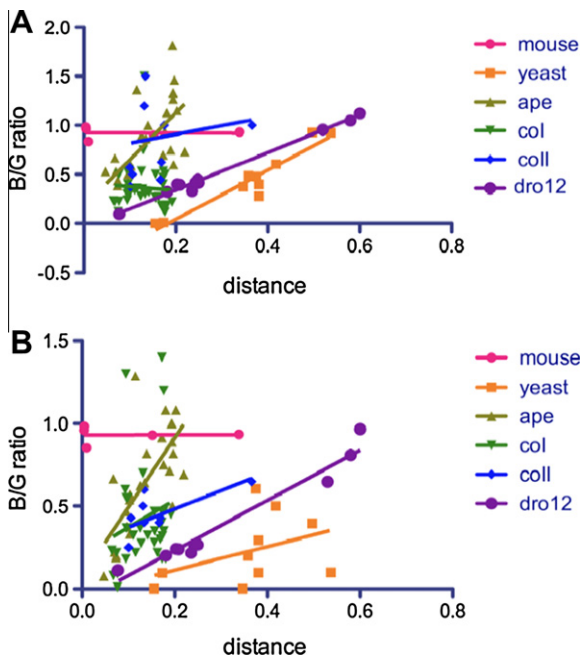 A
B/G ratio
2.0
1.5
1.0
0.5
0.0
-0.5
0.2
0.4
0.6
0.8
distance
mouse
yeast
ape
col
coll
dro12
B
B/G ratio
1.5
1.0
0.5
0.0
0.0
0.2
0.4
0.6
0.8
distance
mouse
yeast
ape
col
coll
dro12